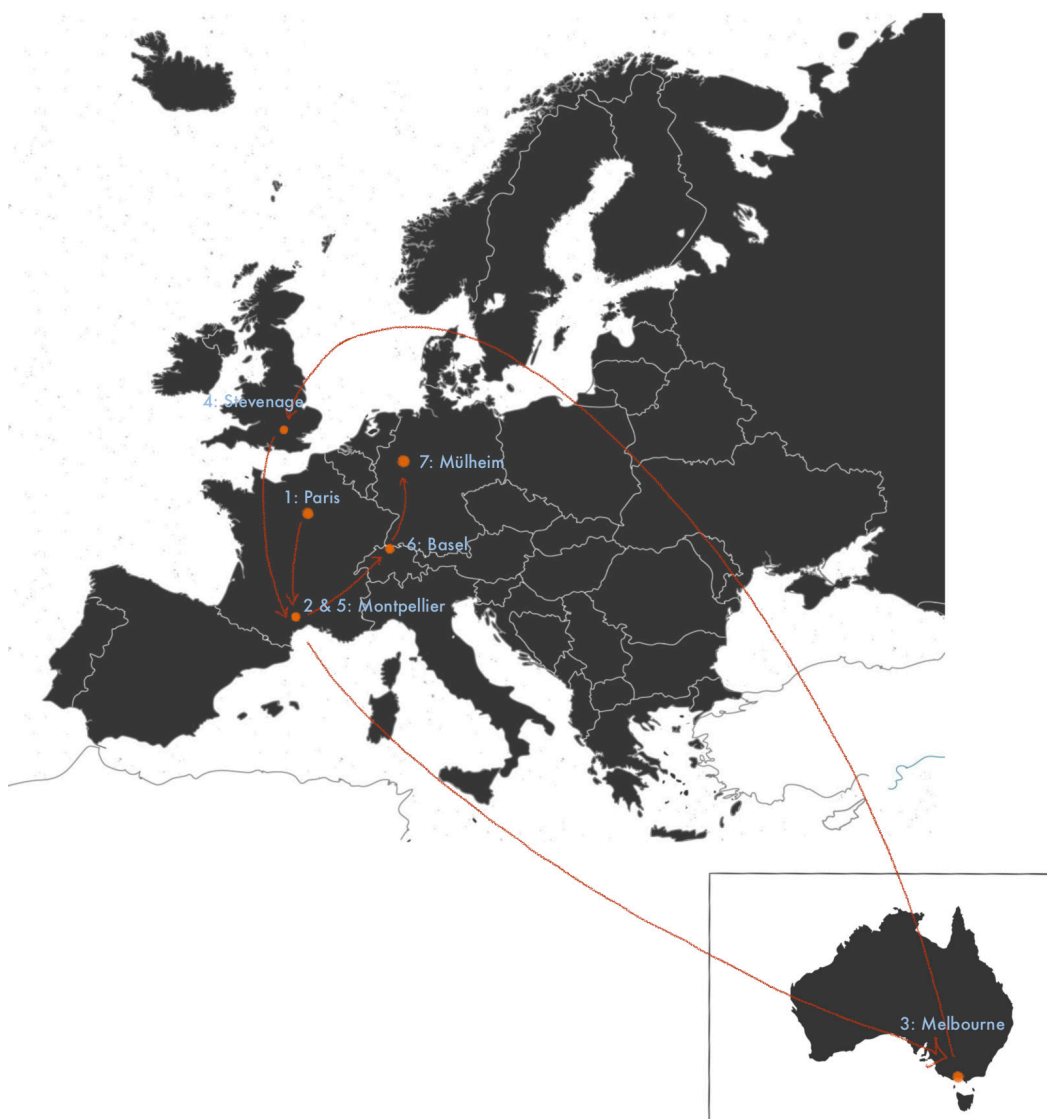 4: Stevenage
7: Mülheim
1: Paris
6: Basel
2 & 5: Montpellier
3: Melbourne